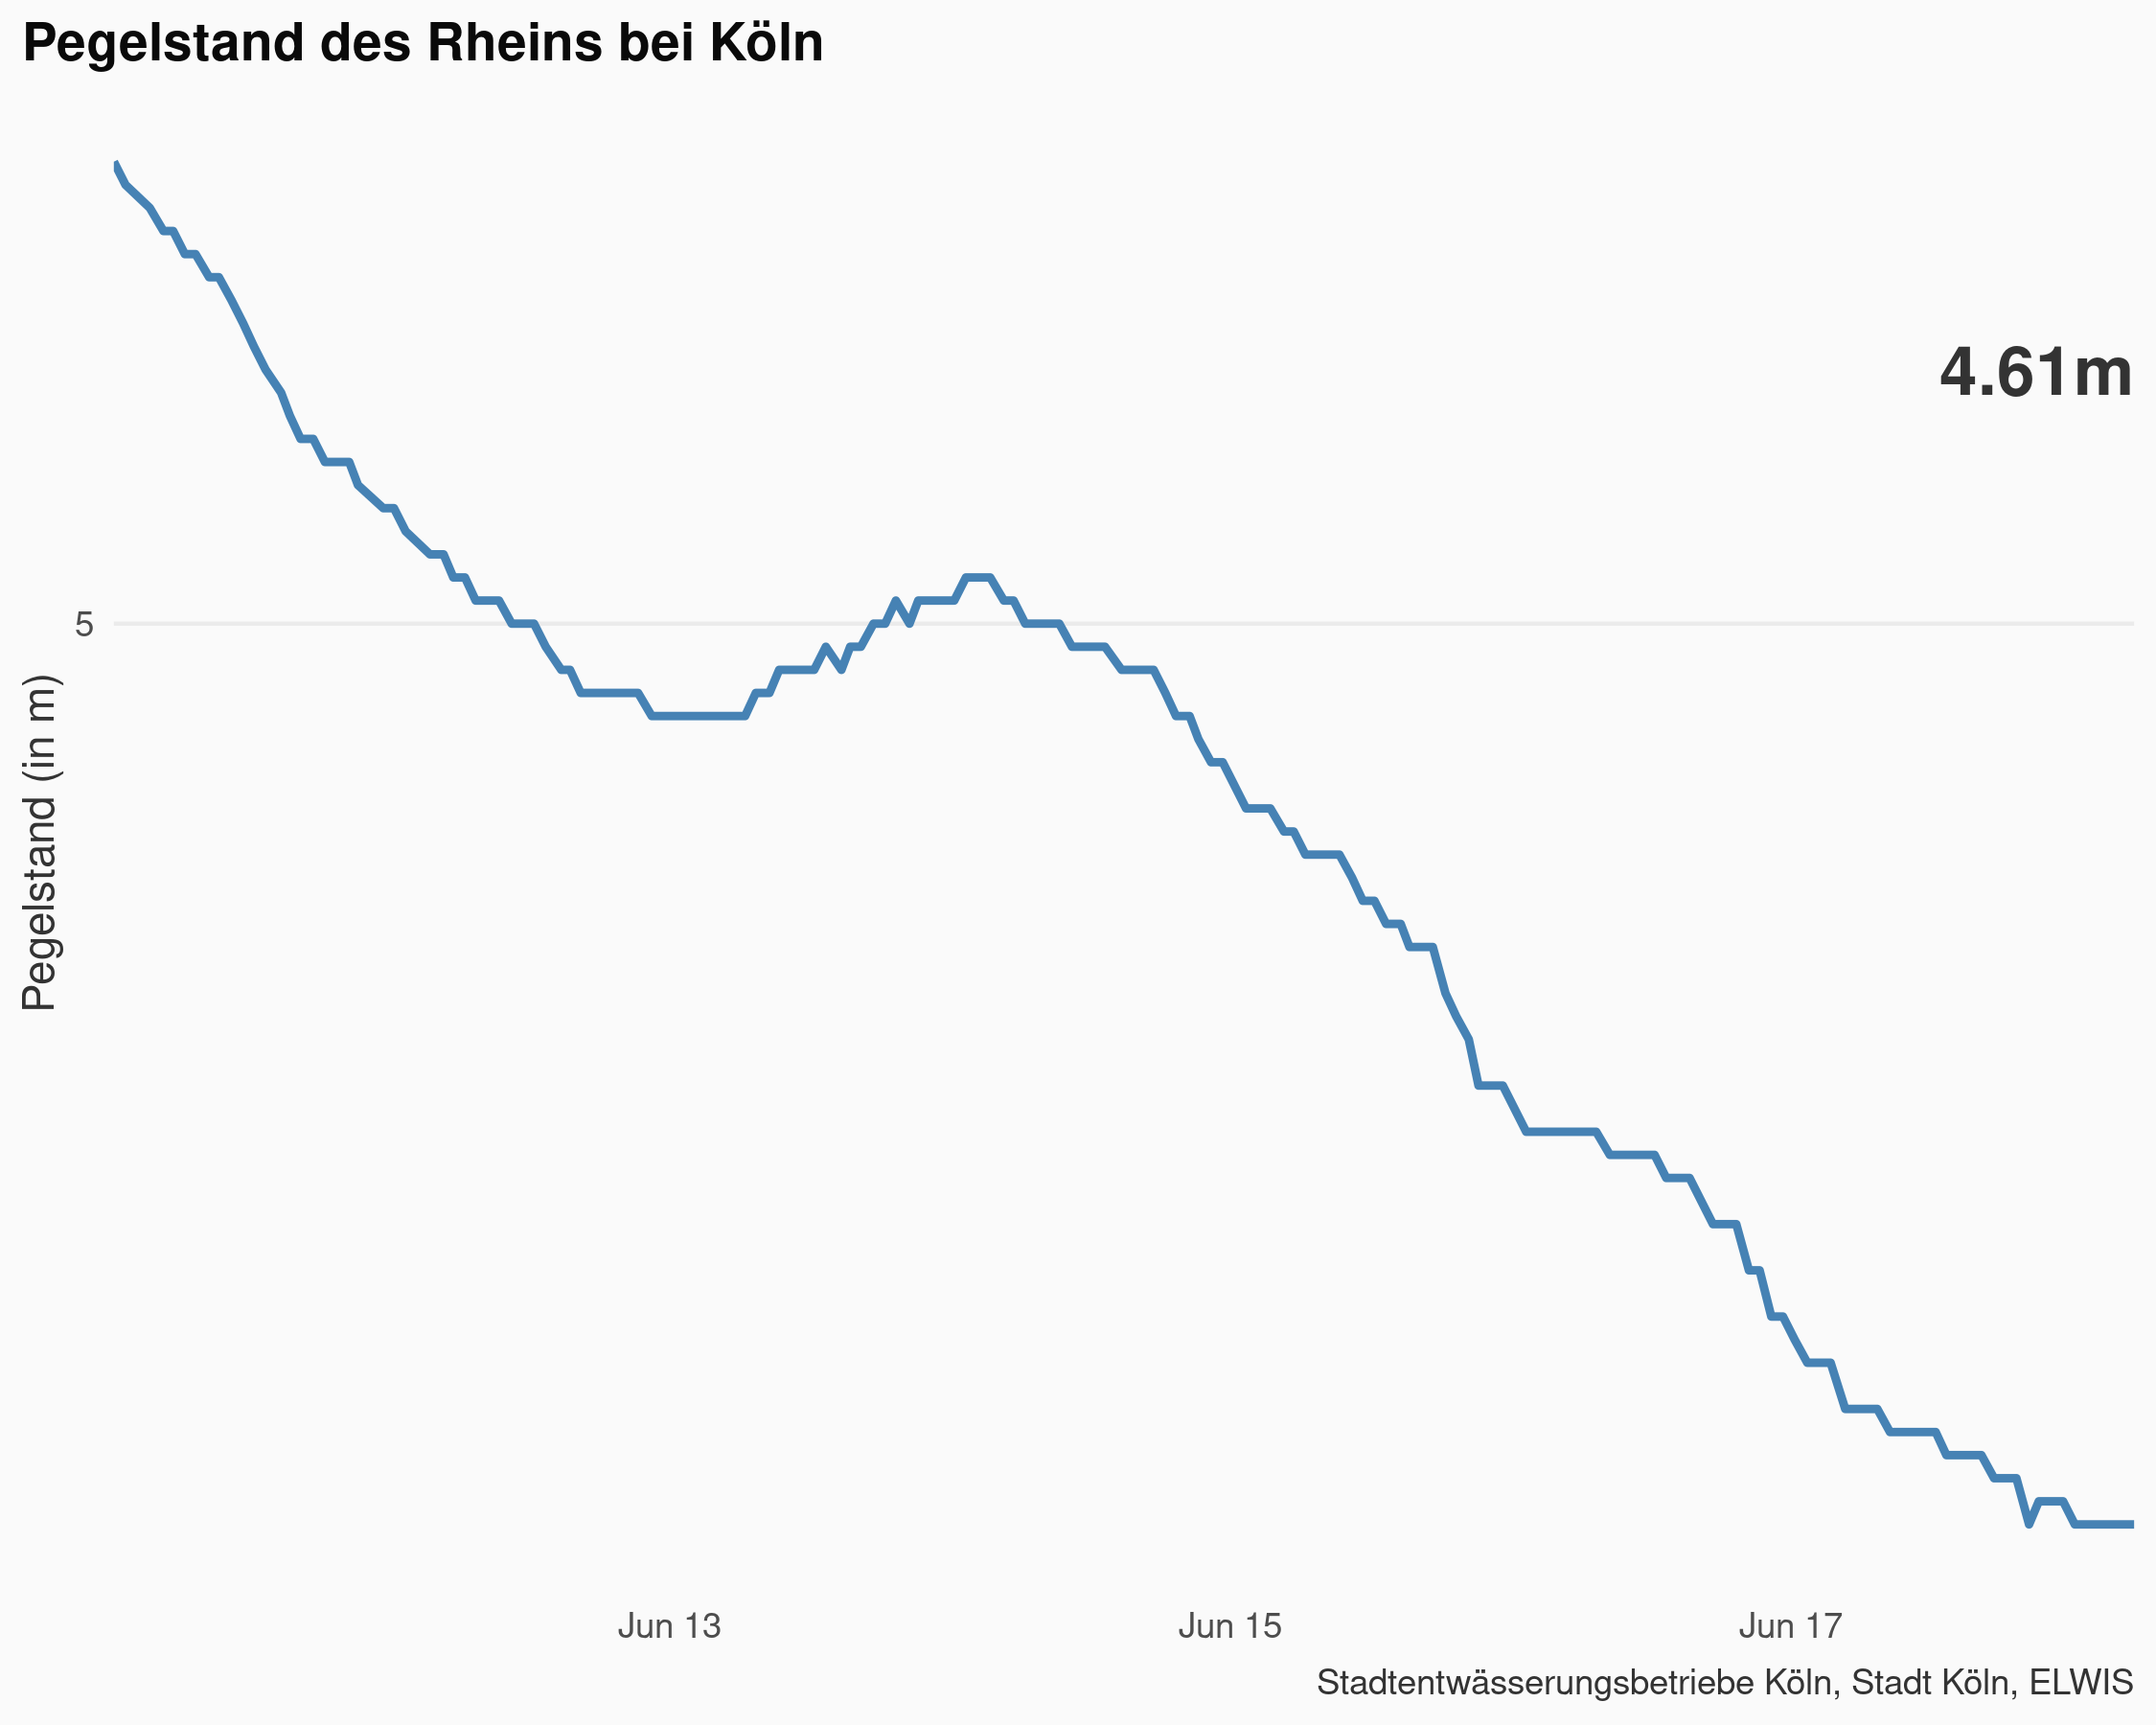 Pegelstand des Rheins bei Köln
4.61m
5
Pegelstand (in m)
Jun 13
Jun 15
Jun 17
Stadtentwässerungsbetriebe Köln, Stadt Köln, ELWIS